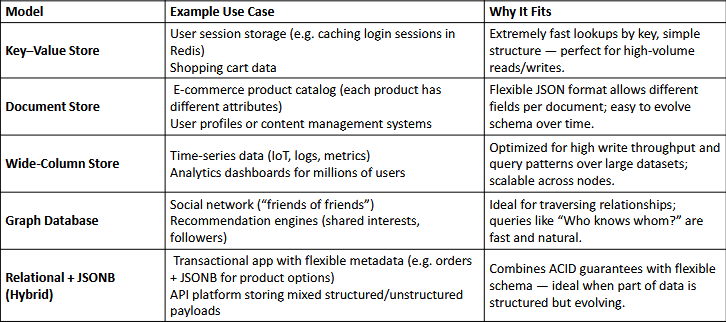 Model Example Use Case Why It Fits
Key–Value Store
User session storage (e.g. caching login sessions in
Redis)
Shopping cart data
Extremely fast lookups by key, simple
structure — perfect for high-volume
reads/writes.
Document Store
E-commerce product catalog (each product has
different attributes)
User profiles or content management systems
Flexible JSON format allows different
fields per document; easy to evolve
schema over time.
Wide-Column Store
Time-series data (IoT, logs, metrics)
Analytics dashboards for millions of users
Optimized for high write throughput and
query patterns over large datasets;
scalable across nodes.
Graph Database
Social network (“friends of friends”)
Recommendation engines (shared interests,
followers)
Ideal for traversing relationships;
queries like “Who knows whom?” are
fast and natural.
Relational + JSONB
(Hybrid)
Transactional app with flexible metadata (e.g. orders
+ JSONB for product options)
API platform storing mixed structured/unstructured
payloads
Combines ACID guarantees with flexible
schema — ideal when part of data is
structured but evolving.